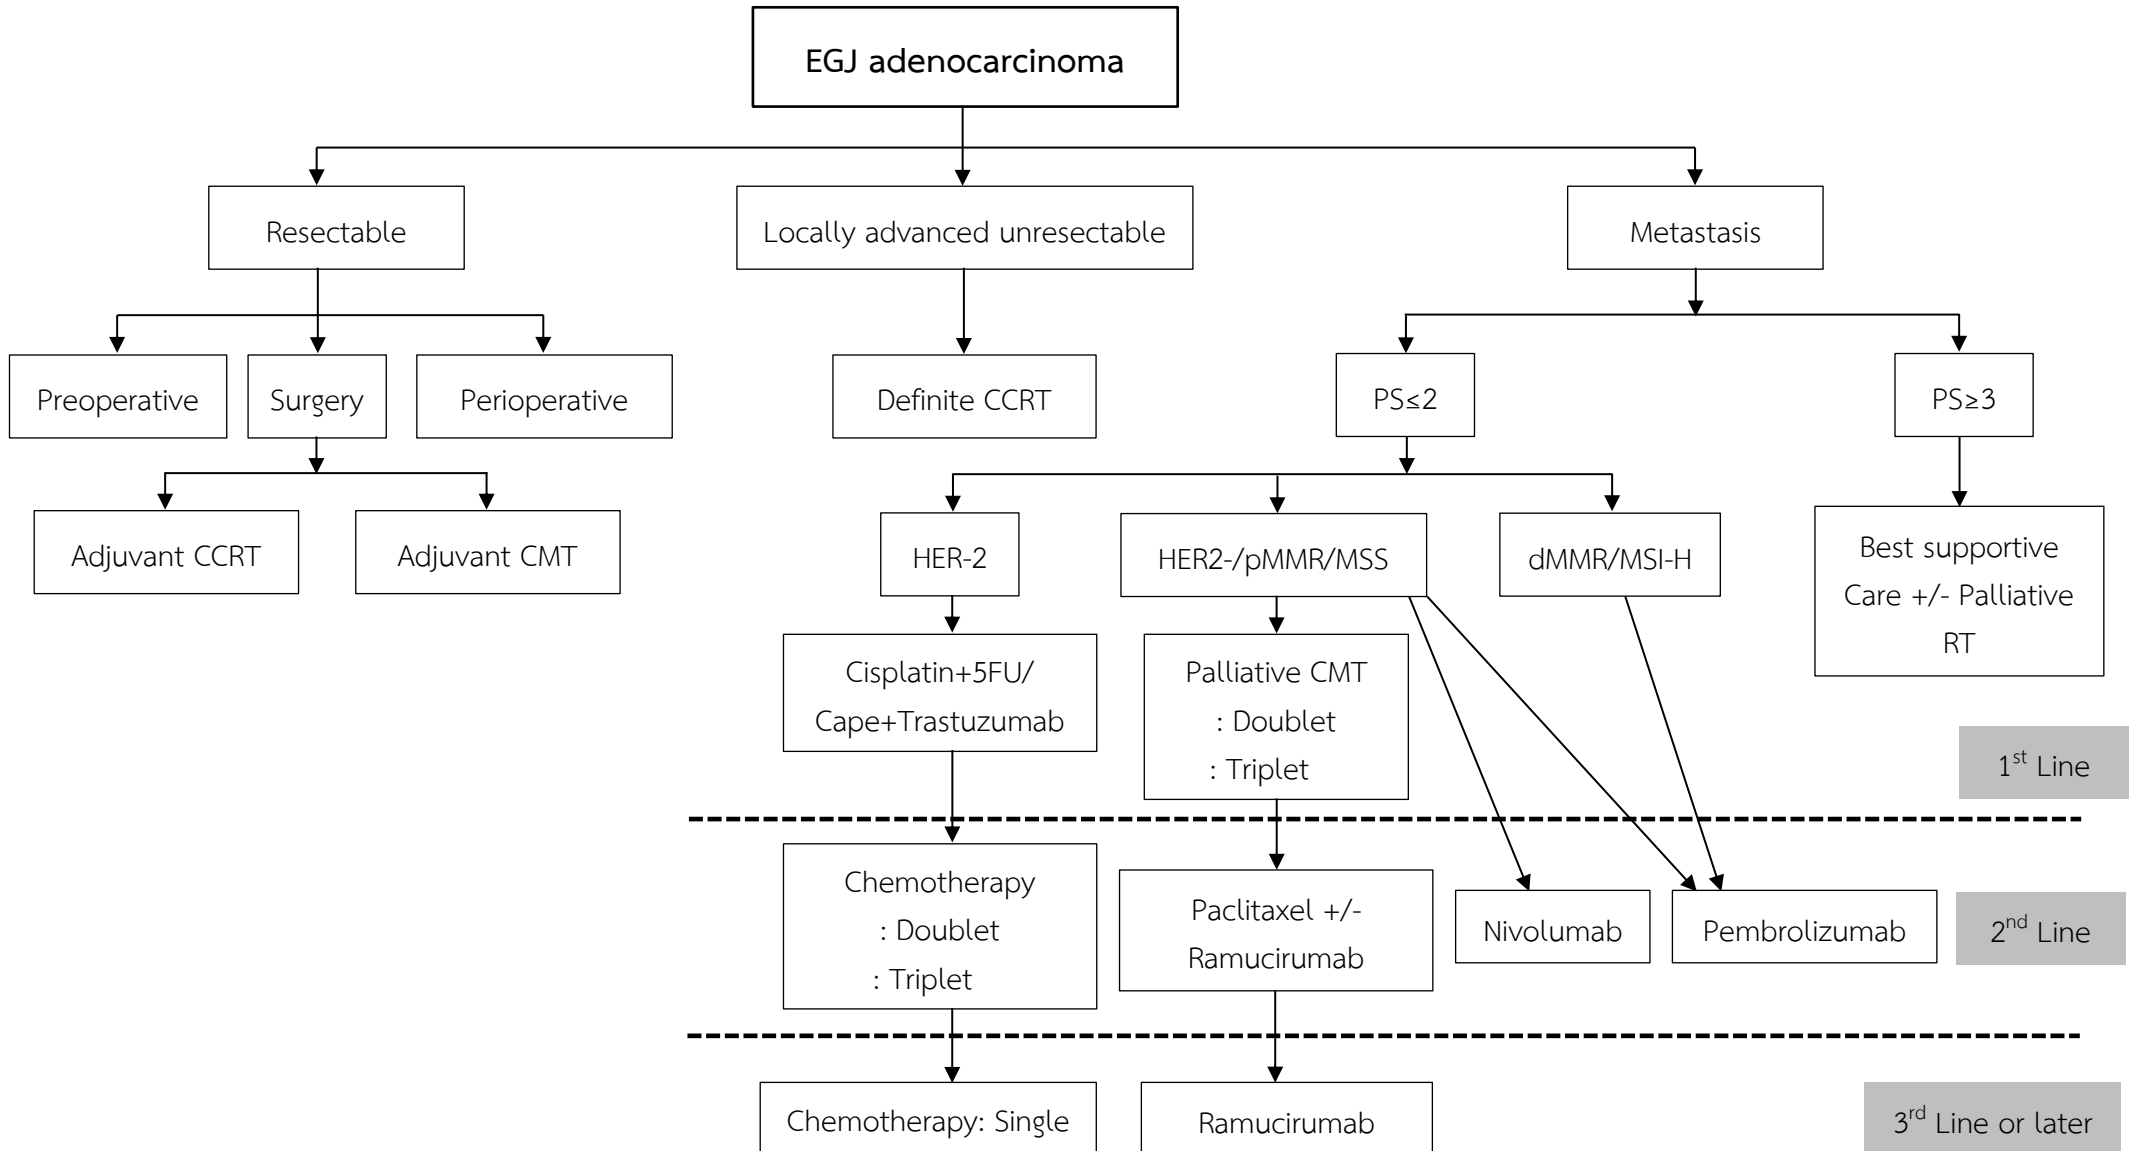 EGJ adenocarcinoma
Resectable
Locally advanced unresectable
Metastasis
Preoperative
Surgery
Perioperative
Definite CCRT
PS≤2
PS≥3
Adjuvant CCRT
Adjuvant CMT
HER-2
HER2-/pMMR/MSS
dMMR/MSI-H
Best supportive
Care +/- Palliative
RT
Cisplatin+5FU/
Cape+Trastuzumab
Palliative CMT
: Doublet
: Triplet
1st Line
Chemotherapy
: Doublet
: Triplet
Paclitaxel +/-
Ramucirumab
Nivolumab
Pembrolizumab
2nd Line
Chemotherapy: Single
Ramucirumab
3rd Line or later